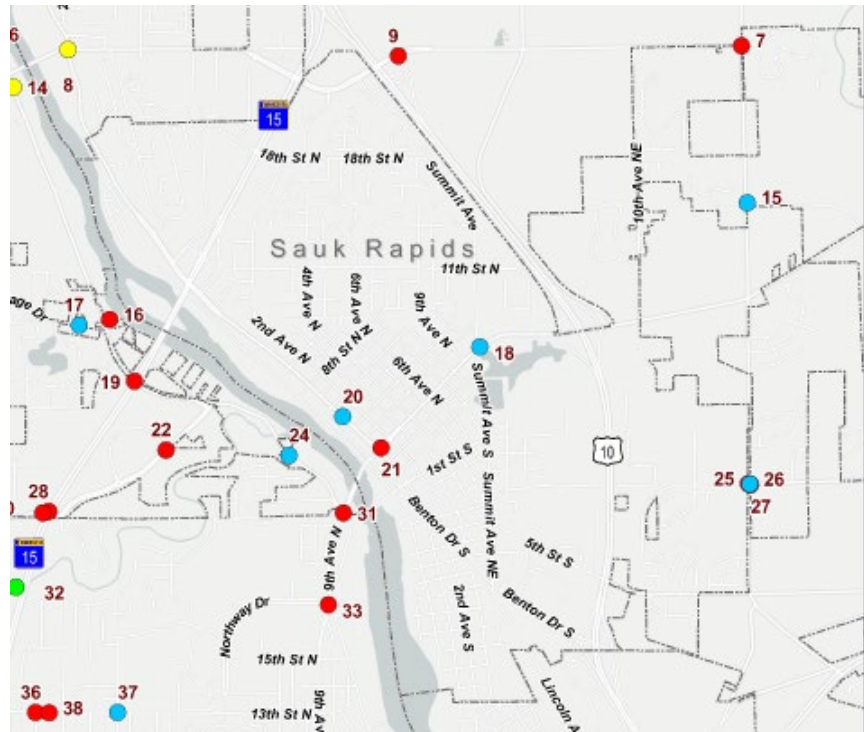 6
9
7
14
8
15
18th St N
18th St N
Summit Ave
10th Ave NE
15
Sauk Rapids
11th St N
4th Ave N
6th Ave N
9th Ave N
17
16
age Dr
2nd Ave N
8th St N
18
19
6th Ave N
20
Summit Ave S
22
24
21
1st St S
10
25
26
27
28
31
Benton Dr S
Summit Ave NE
15
9th Ave N
5th St S
32
33
Northway Dr
2nd Ave S
Benton Dr S
15th St N
36
38
37
13th St N
9th Av
Lincoln A